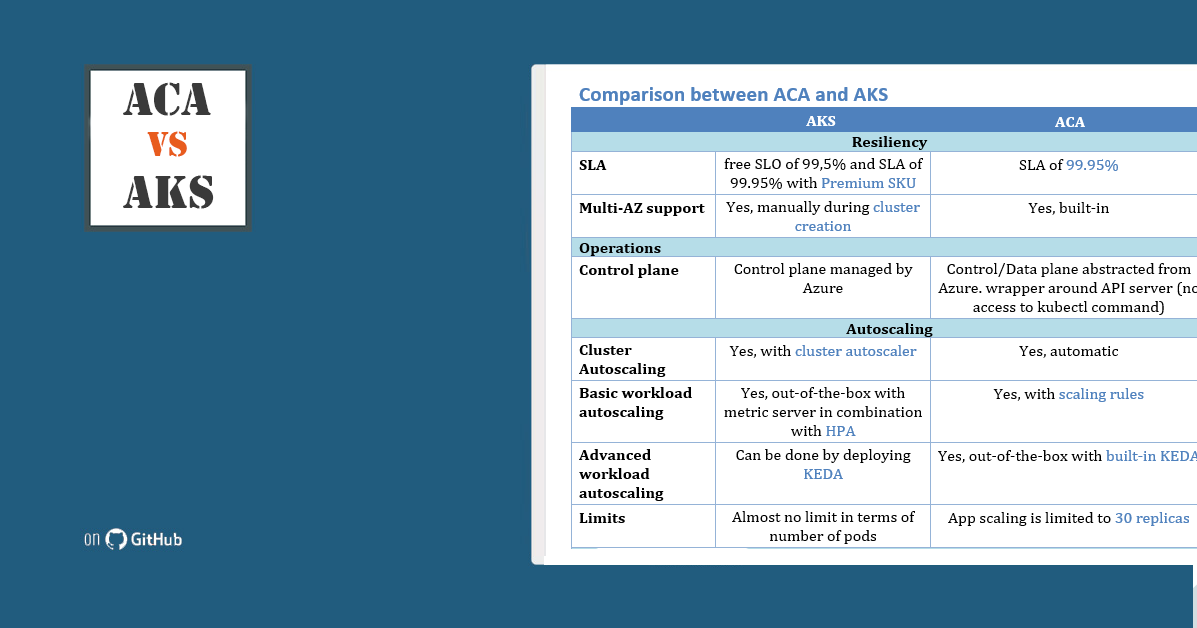 ACA
VS
AKS
on GitHub
Comparison between ACA and AKS
AKS
ACA
Resiliency
SLA
free SLO of 99,5% and SLA of
99.95% with Premium SKU
SLA of 99.95%
Multi-AZ support
Yes, manually during cluster
creation
Yes, built-in
Operations
Control plane
Control plane managed by
Azure
Control/Data plane abstracted from
Azure. wrapper around API server (no
access to kubectl command)
Autoscaling
Cluster
Autoscaling
Yes, with cluster autoscaler
Yes, automatic
Basic workload
autoscaling
Yes, out-of-the-box with
metric server in combination
with HPA
Yes, with scaling rules
Advanced
workload
autoscaling
Can be done by deploying
KEDA
Yes, out-of-the-box with built-in KEDA
Limits
Almost no limit in terms of
number of pods
App scaling is limited to 30 replicas